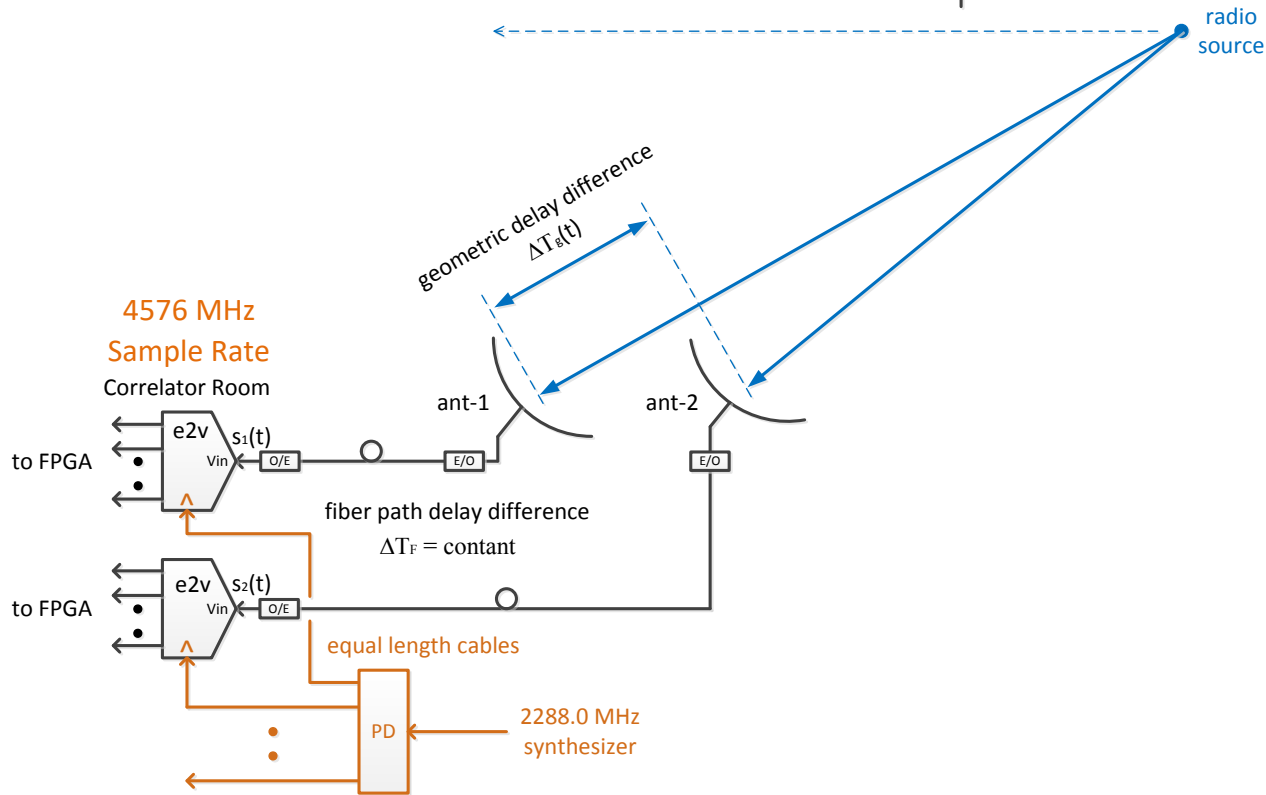 radio
source
geometric delay difference
ΔTg(t)
4576 MHz
Sample Rate
Correlator Room
ant-1
ant-2
e2v
s1(t)
Vin
O/E
E/O
E/O
to FPGA
fiber path delay difference
ΔTF = contant
e2v
s2(t)
Vin
O/E
to FPGA
equal length cables
PD
2288.0 MHz
synthesizer